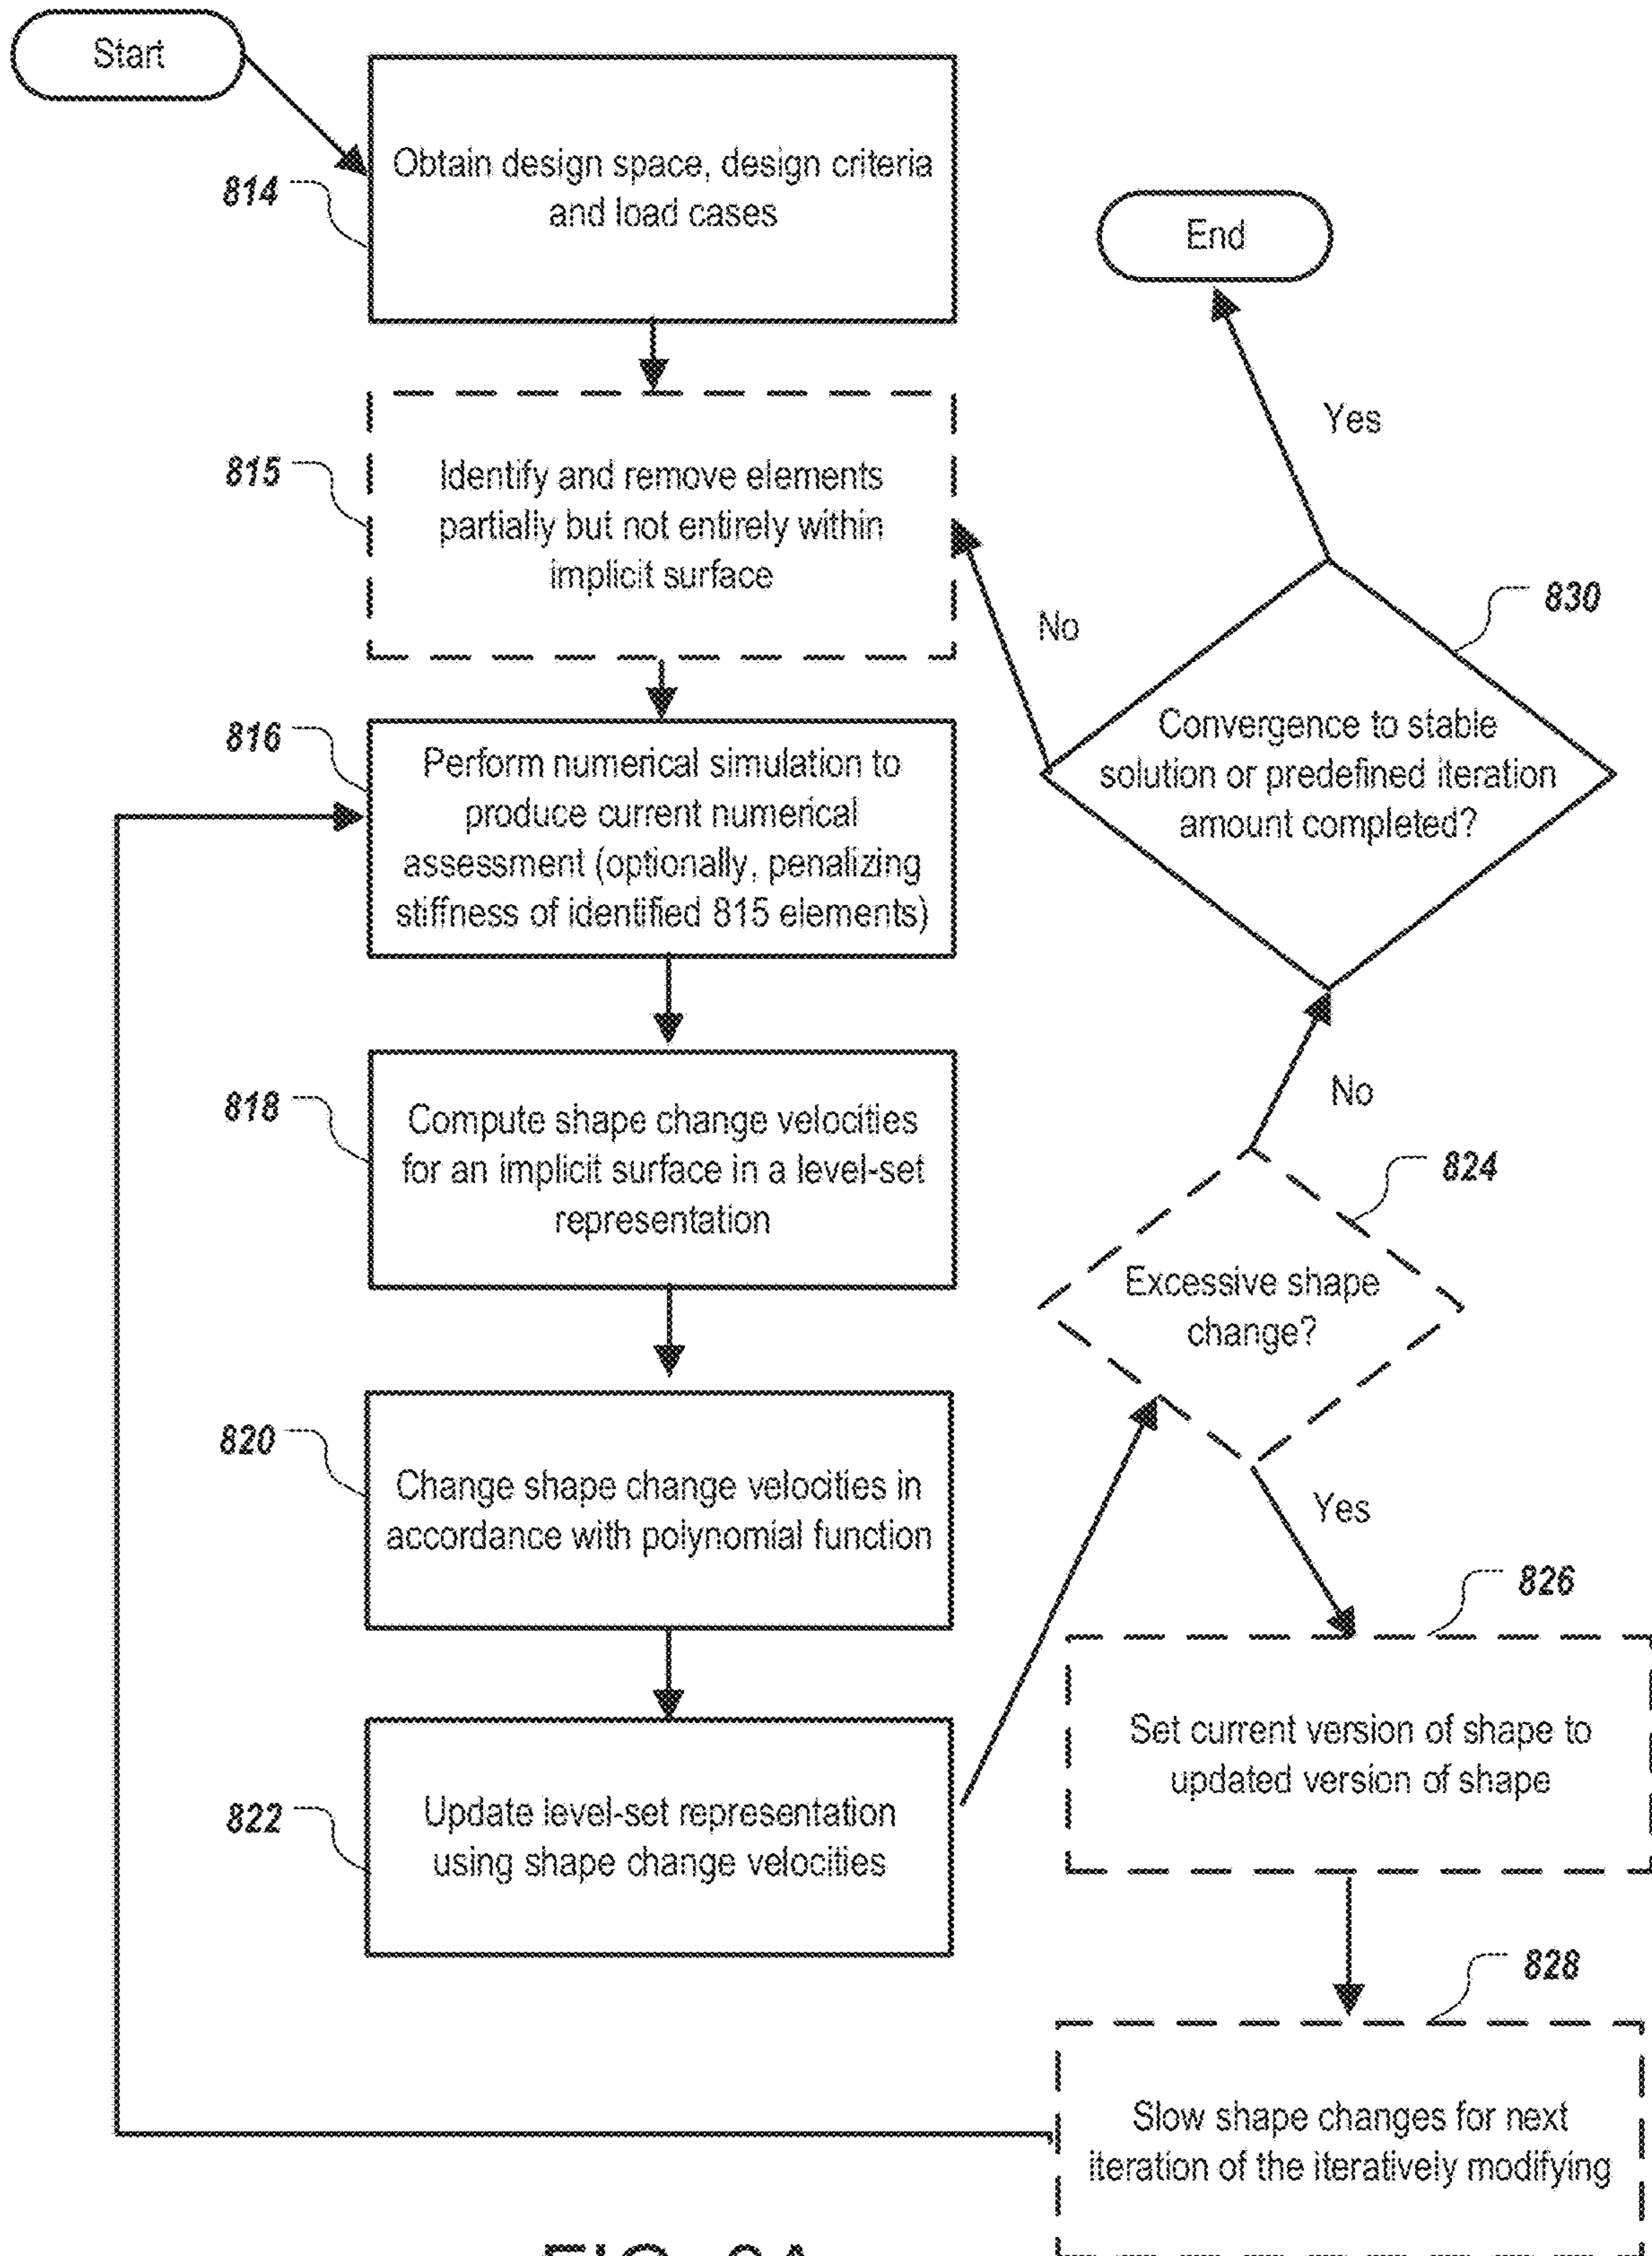 Start
Obtain design space, design criteria
and load cases
814
Identify and remove elements
partially but not entirely within
implicit surface
815
Perform numerical simulation to
produce current numerical
assessment (optionally, penalizing
stiffness of identified 815 elements)
816
Compute shape change velocities
for an implicit surface in a level-set
representation
818
Change shape change velocities in
accordance with polynomial function
820
Update level-set representation
using shape change velocities
822
Excessive shape
change?
824
No
Yes
Set current version of shape to
updated version of shape
826
Slow shape changes for next
iteration of the iteratively modifying
828
Convergence to stable
solution or predefined iteration
amount completed?
830
No
Yes
End